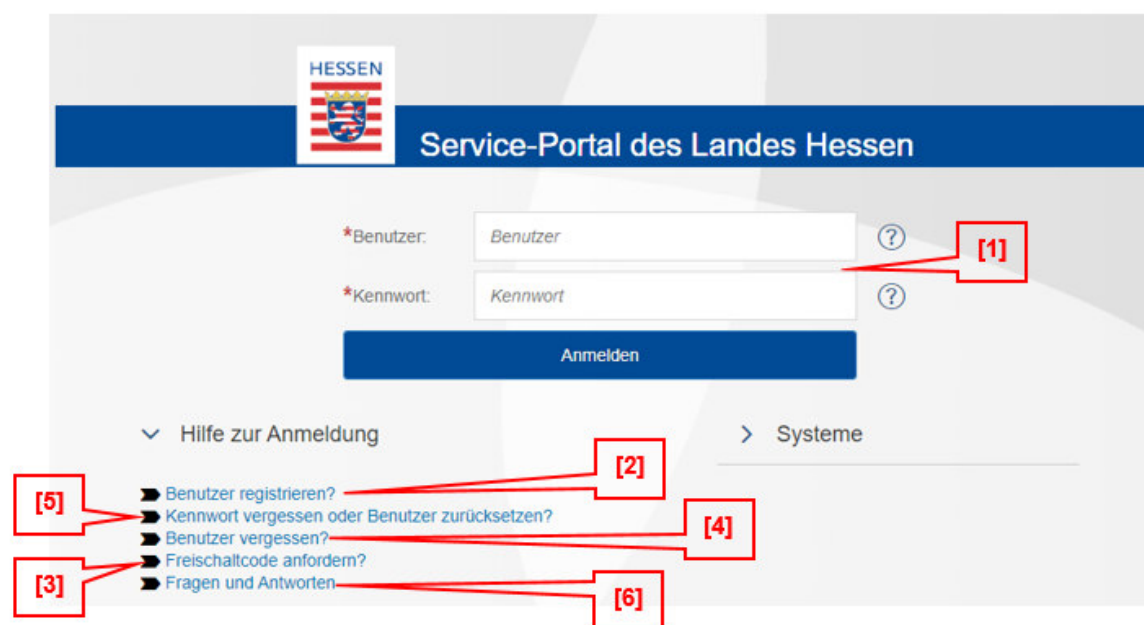 HESSEN
Service-Portal des Landes Hessen
*Benutzer: Benutzer ?
[1]
*Kennwort: Kennwort ?
Anmelden
Hilfe zur Anmeldung
Systeme
[2]
[5]
Benutzer registrieren?
Kennwort vergessen oder Benutzer zurücksetzen?
[4]
Benutzer vergessen?
Freischaltcode anfordern?
[3]
Fragen und Antworten
[6]